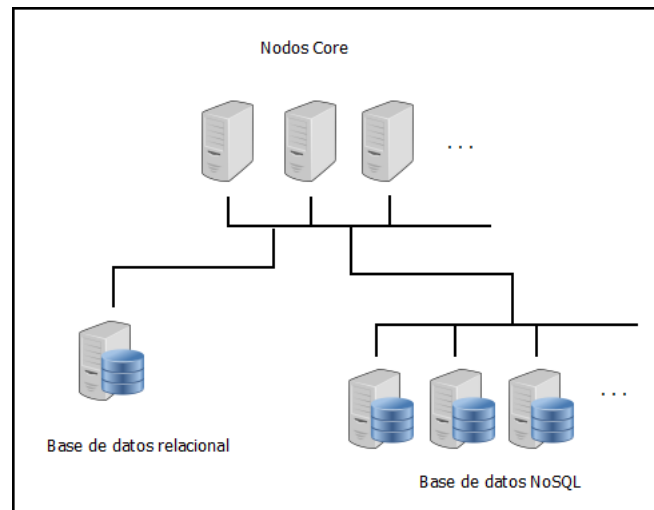 Nodos Core
. . .
. . .
Base de datos relacional
Base de datos NoSQL